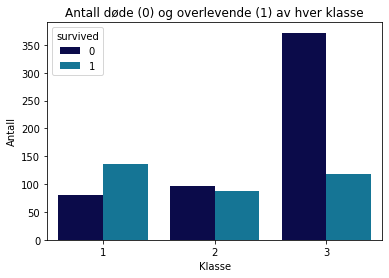 Antall døde (0) og overlevende (1) av hver klasse
survived
0
1
350
300
250
200
150
100
50
0
Antall
1 2 3
Klasse